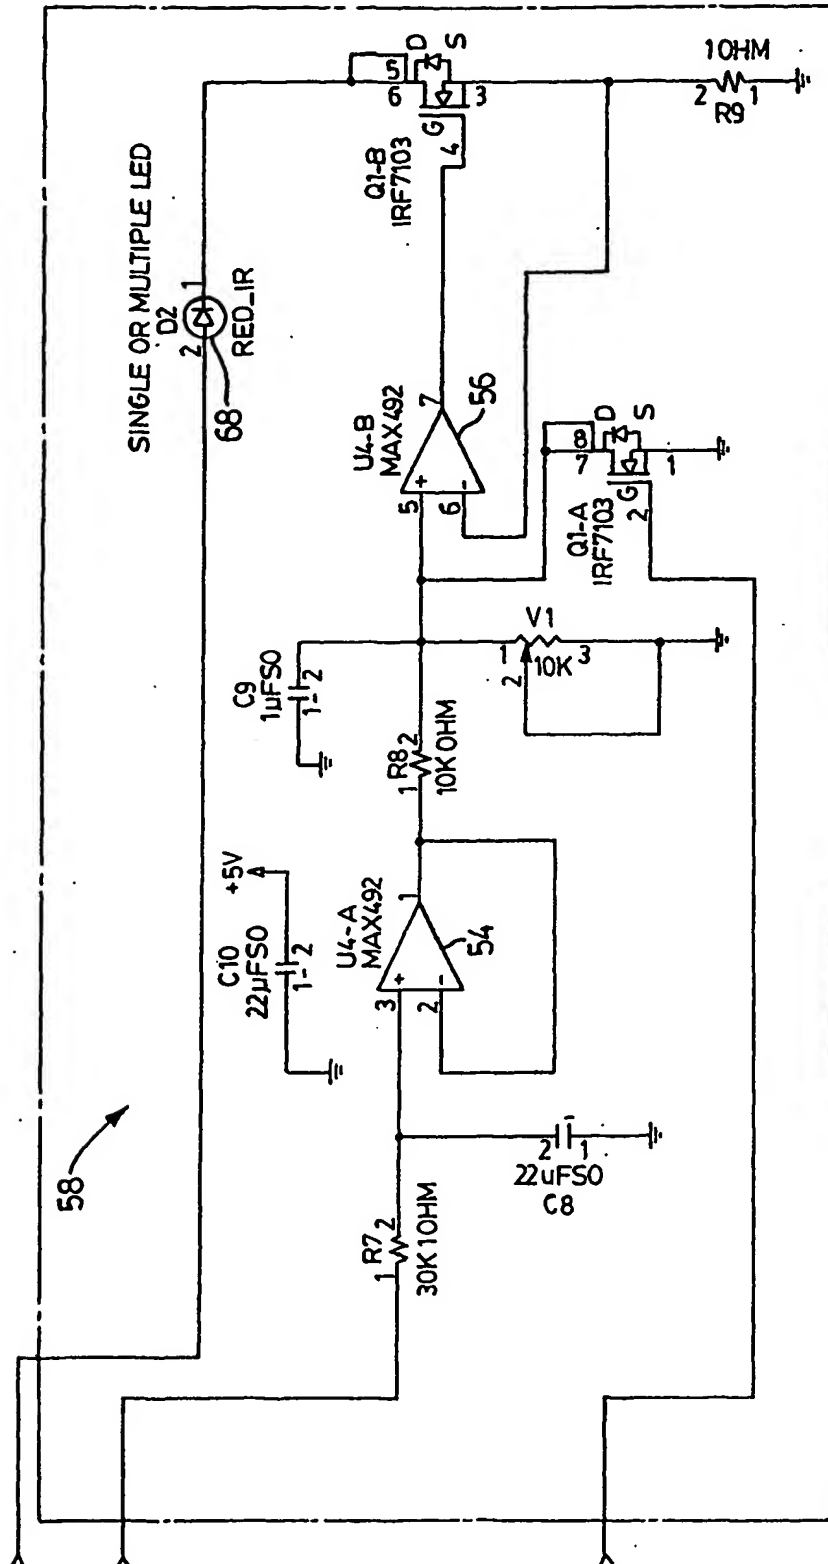 58
SINGLE OR MULTIPLE LED
D2
2
1
RED_IR
68
C10
22µFSO
1
-
2
+5V
C9
1µFSO
1
-
2
1
R7
2
30K1OHM
2
-
1
22uFSO
C8
U4-A
MAX492
3
+
2
-
1
54
1
R8
2
10KOHM
V1
1
2
3
10K
U4-B
MAX492
5
+
6
-
7
56
Q1-A
IRF7103
2
G
7
8
D
S
1
Q1-B
IRF7103
4
G
6
5
D
S
3
1OHM
2
1
R9